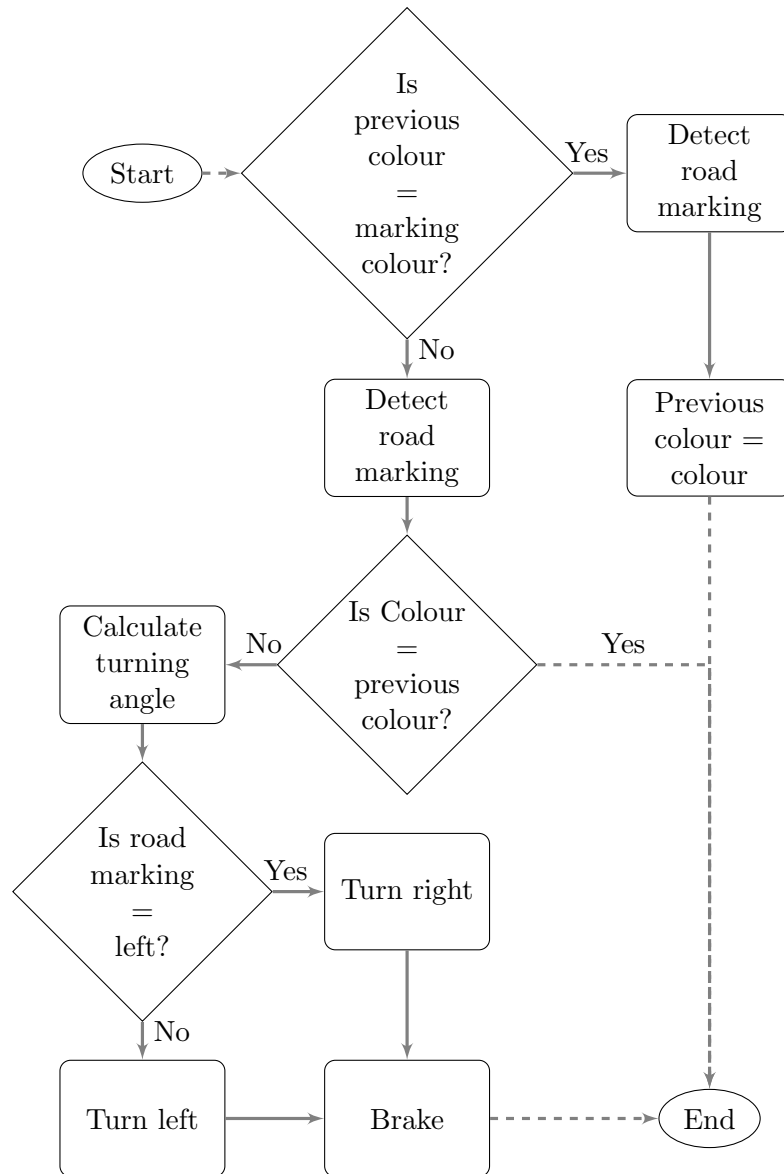 Start
Is
previous
colour
=
marking
colour?
Yes
Detect
road
marking
No
Detect
road
marking
Previous
colour =
colour
Is Colour
=
previous
colour?
Yes
No
Calculate
turning
angle
Is road
marking
=
left?
Yes
Turn right
No
Turn left
Brake
End